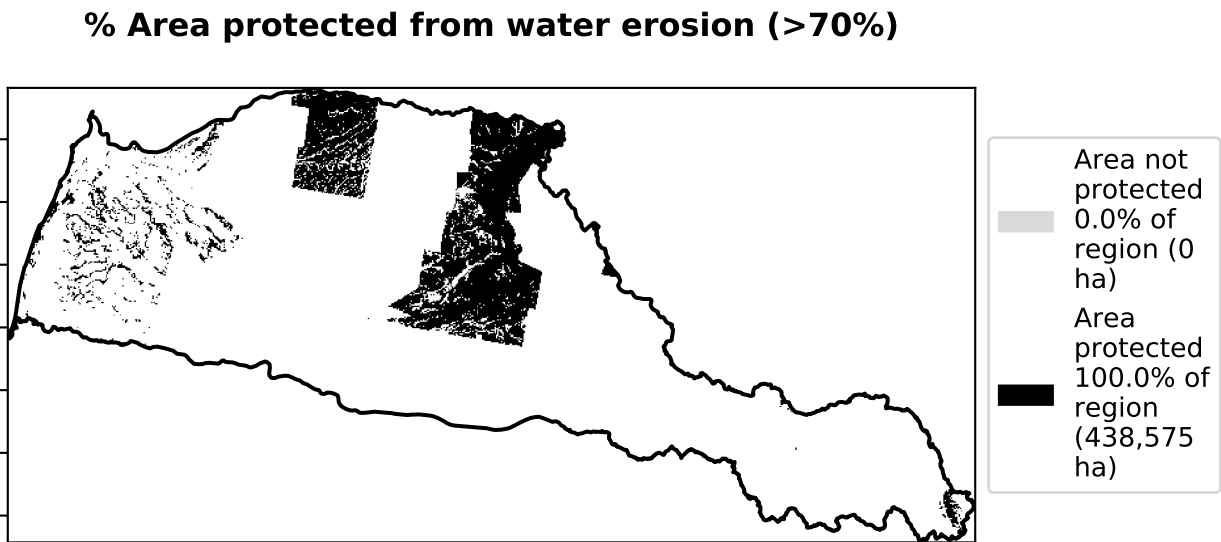 % Area protected from water erosion (>70%)
Area not
protected
0.0% of
region (0
ha)
Area
protected
100.0% of
region
(438,575
ha)